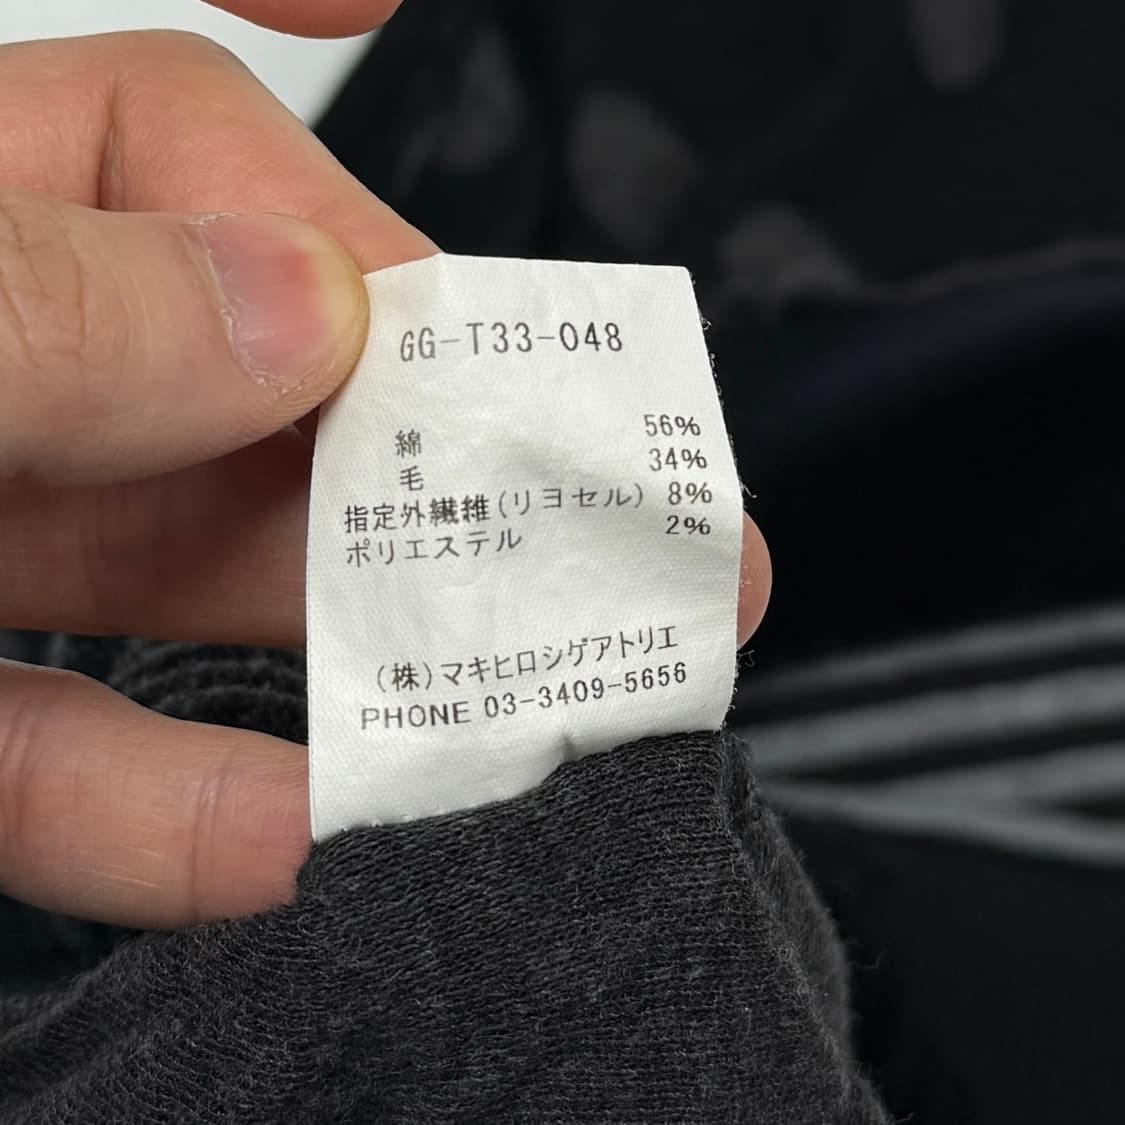 GG-T33-048
綿 56%
毛 34%
指定外繊維(リヨセル) 8%
ポリエステル 2%
(株)マキヒロシゲアトリエ
PHONE 03-3409-5656